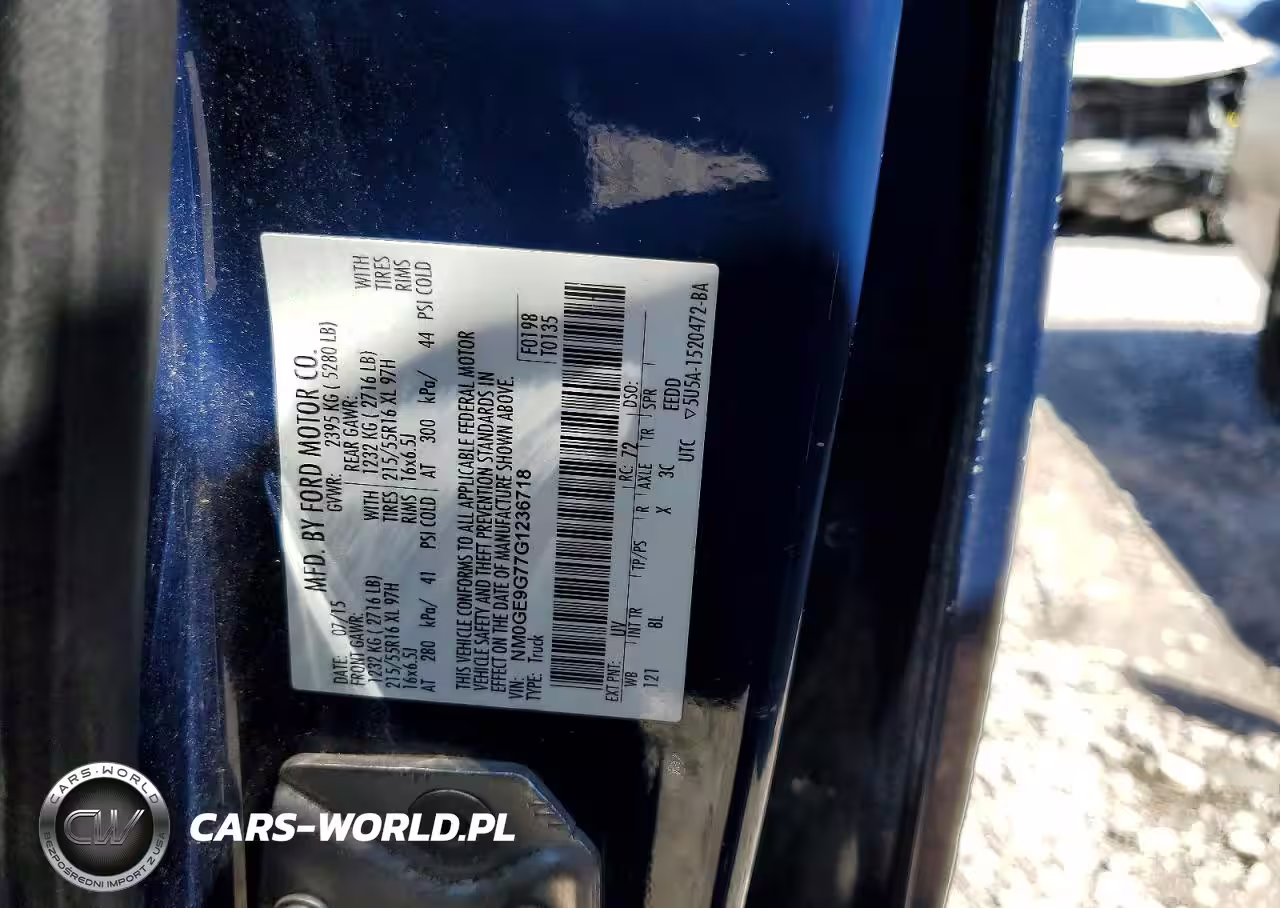 MFD. BY FORD MOTOR CO.
DATE: 07/15 GVWR: 2395 KG ( 5280 LB)
FRONT GAWR: REAR GAWR:
1232 KG ( 2716 LB) WITH 1232 KG ( 2716 LB) WITH
215/55R16 XL 97H TIRES 215/55R16 XL 97H TIRES
16x6.5J RIMS 16x6.5J RIMS
AT 280 kPa/ 41 PSI COLD AT 300 kPa/ 44 PSI COLD
THIS VEHICLE CONFORMS TO ALL APPLICABLE FEDERAL MOTOR
VEHICLE SAFETY AND THEFT PREVENTION STANDARDS IN
EFFECT ON THE DATE OF MANUFACTURE SHOWN ABOVE.
VIN: NM0GE9G77G1236718
TYPE: Truck
F0198
T0135
EXT PNT: UV RC: 72 DSO:
WB INT TR TP/PS R AXLE TR SPR
121 8L X 3C EEDD
UTC ▽5U5A-1520472-BA
CARS-WORLD
CW
BEZPOŚREDNI IMPORT Z USA
CARS-WORLD.PL